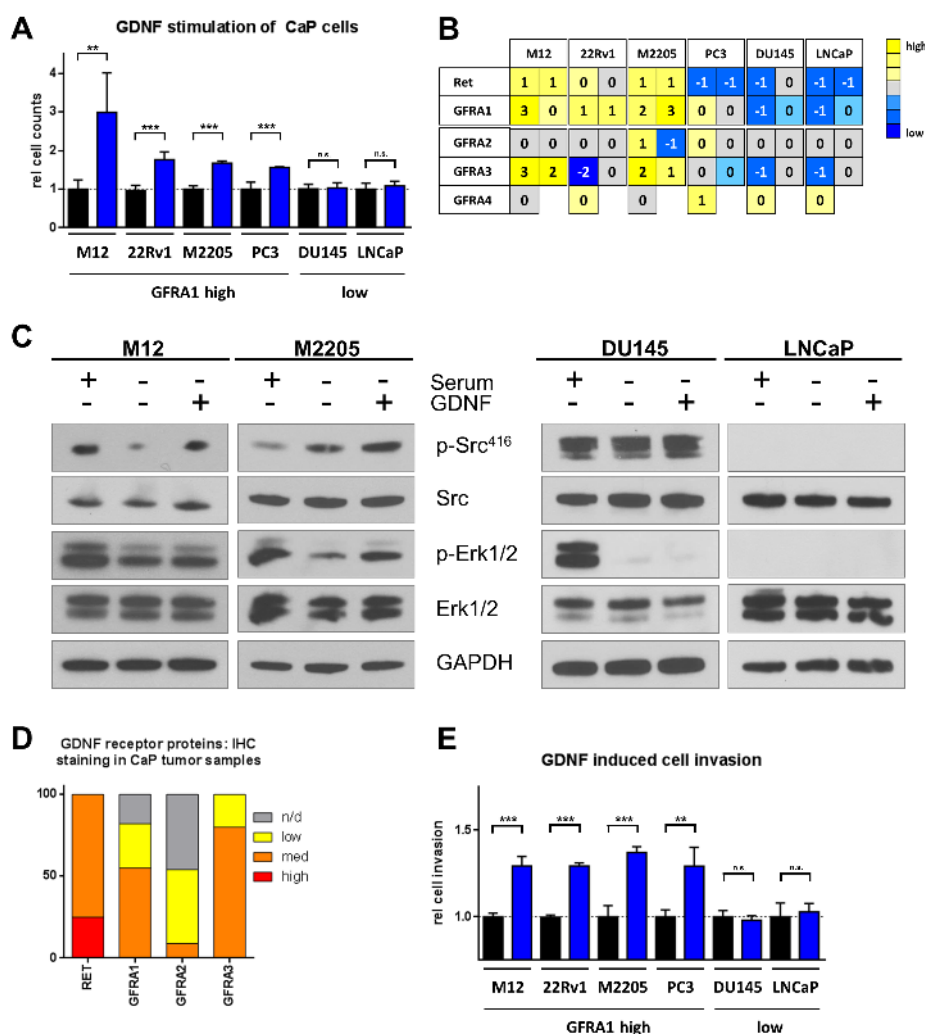 A
GDNF stimulation of CaP cells
rel cell counts
4
3
2
1
0
**
***
***
***
n.s
n.s.
M12 22Rv1 M2205 PC3 DU145 LNCaP
GFRA1 high low
B
M12 22Rv1 M2205 PC3 DU145 LNCaP
Ret 1 1 0 0 1 1 -1 -1 -1 0 -1 -1
GFRA1 3 0 1 1 2 3 0 0 -1 0 -1 0
GFRA2 0 0 0 0 1 -1 0 0 0 0 0 0
GFRA3 3 2 -2 0 2 1 0 0 -1 0 -1 0
GFRA4 0 0 0 1 0 0
high
low
C
M12 M2205 DU145 LNCaP
+ - - + - - Serum + - - + - -
- - + - - + GDNF - - + - - +
p-Src416
Src
p-Erk1/2
Erk1/2
GAPDH
D
GDNF receptor proteins: IHC
staining in CaP tumor samples
100
50
0
n/d
low
med
high
RET GFRA1 GFRA2 GFRA3
E
GDNF induced cell invasion
rel cell invasion
1.5
1.0
***
***
***
**
n.s
n.s.
M12 22Rv1 M2205 PC3 DU145 LNCaP
GFRA1 high low